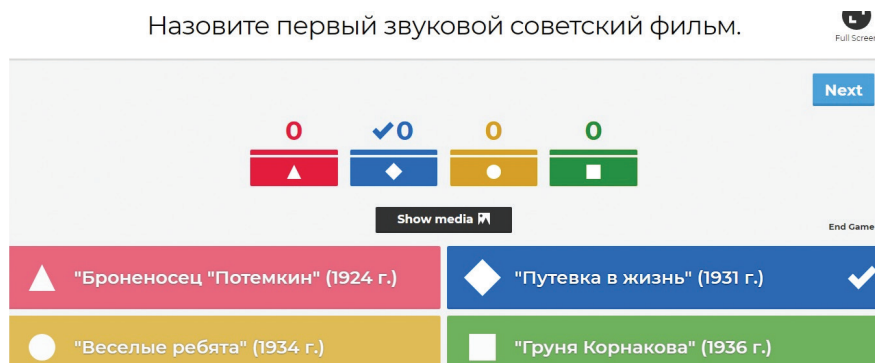 Назовите первый звуковой советский фильм.
Full Screen
Next
0 0 0 0
Show media
End Game
"Броненосец "Потемкин" (1924 г.)
"Путевка в жизнь" (1931 г.)
"Веселые ребята" (1934 г.)
"Груня Корнакова" (1936 г.)